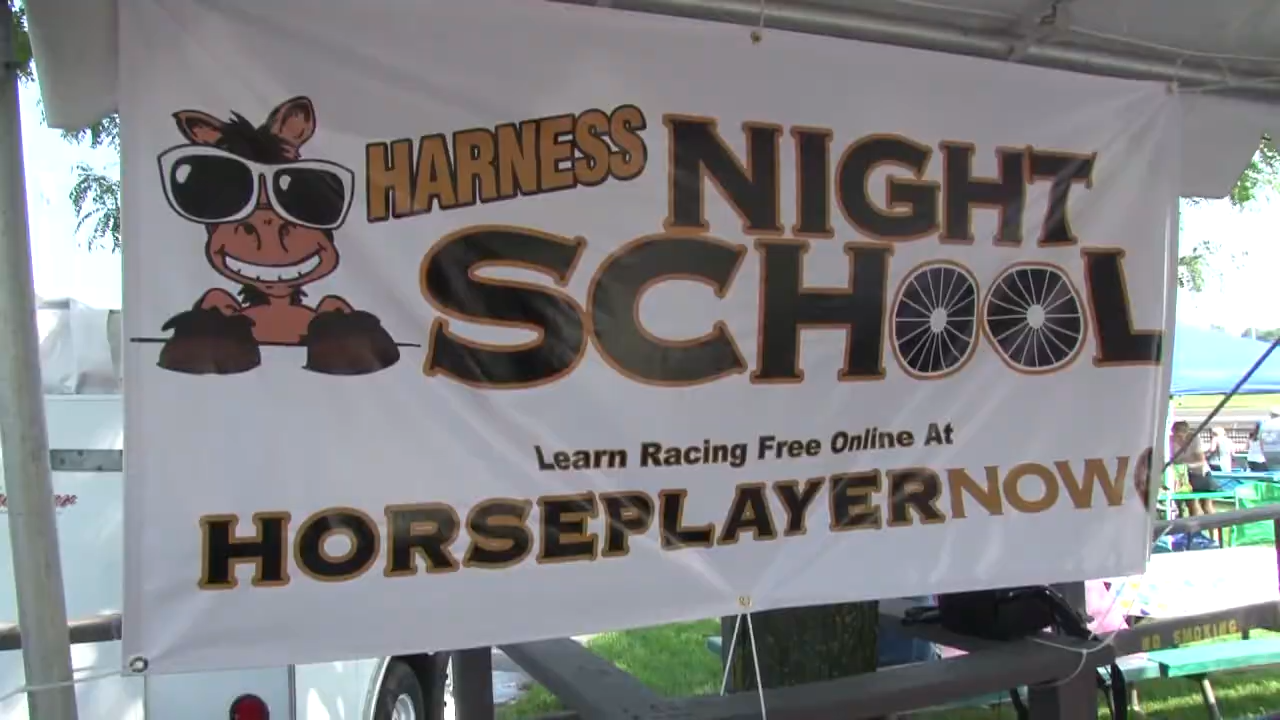 HARNESS NIGHT
SCHOOL
Learn Racing Free Online At
HORSEPLAYERNOW
NO SMOKING